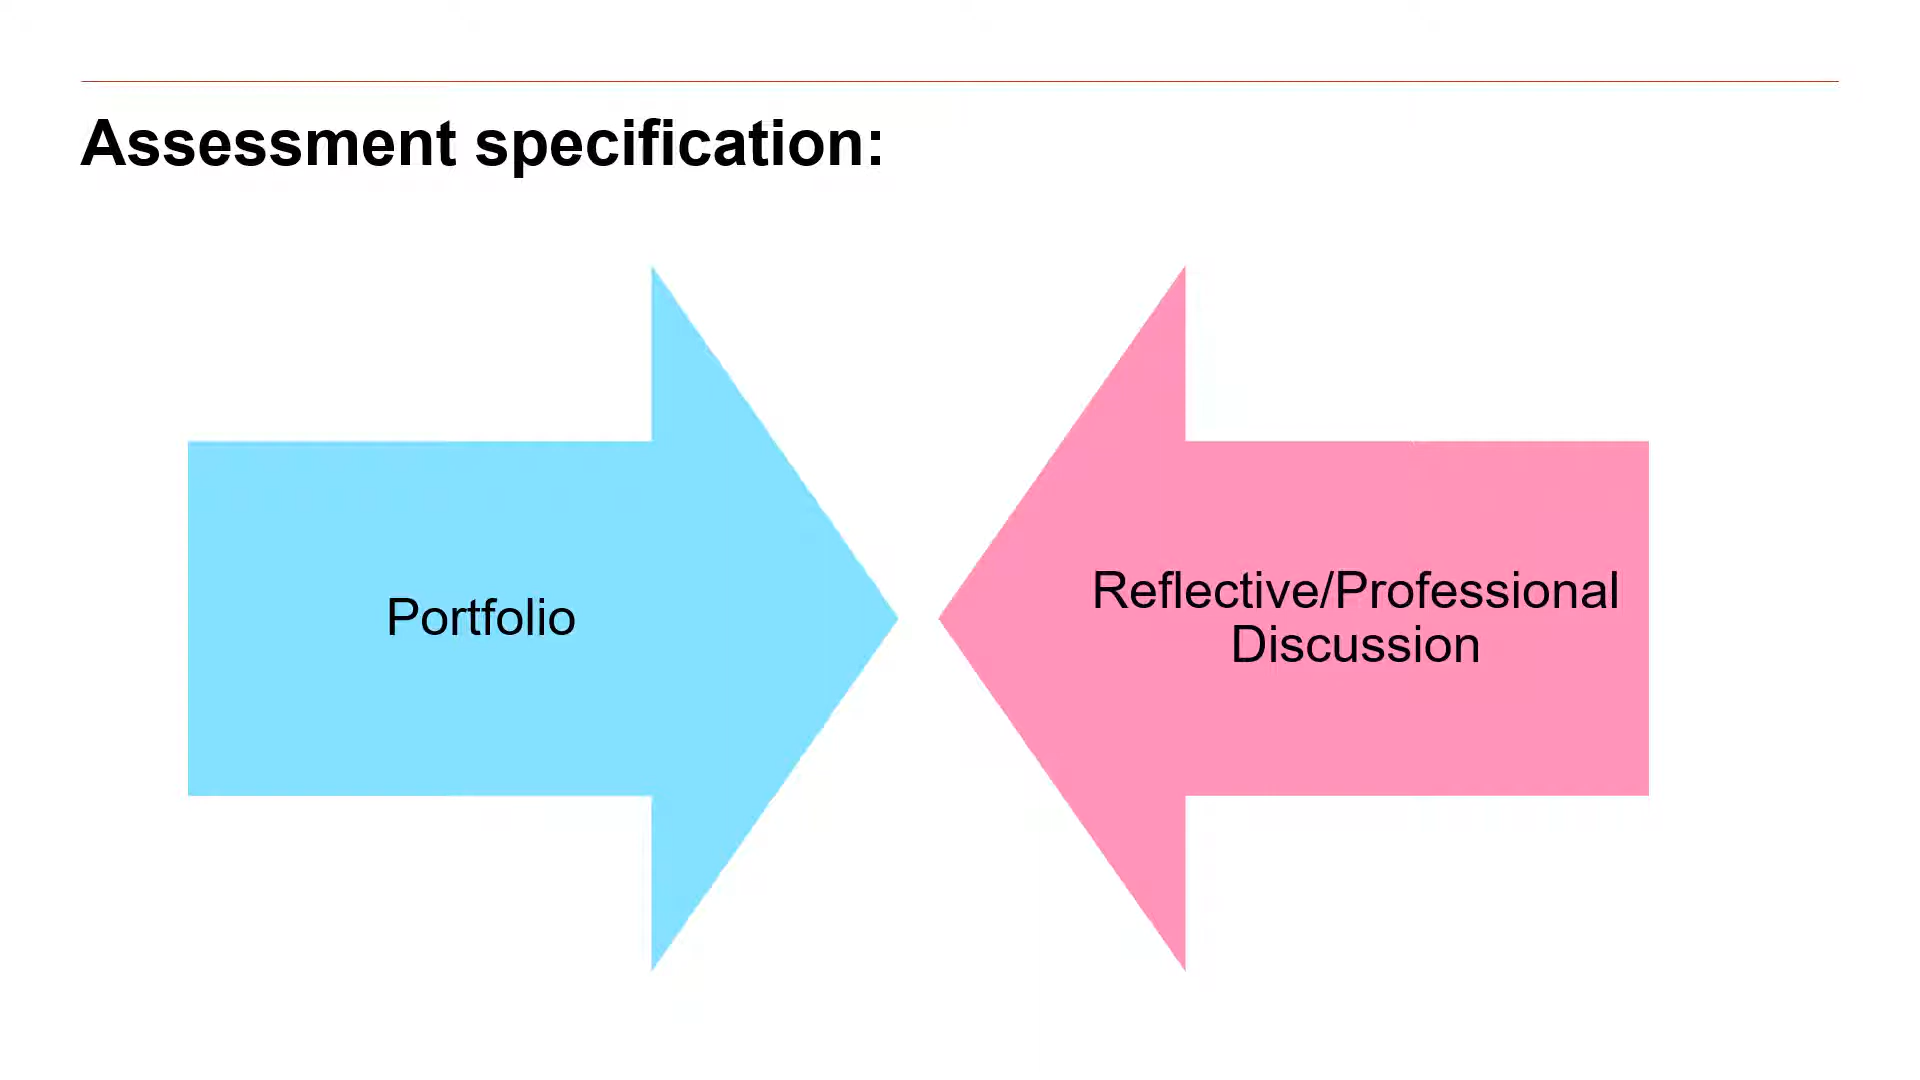 Assessment specification:
Portfolio
Reflective/Professional
Discussion